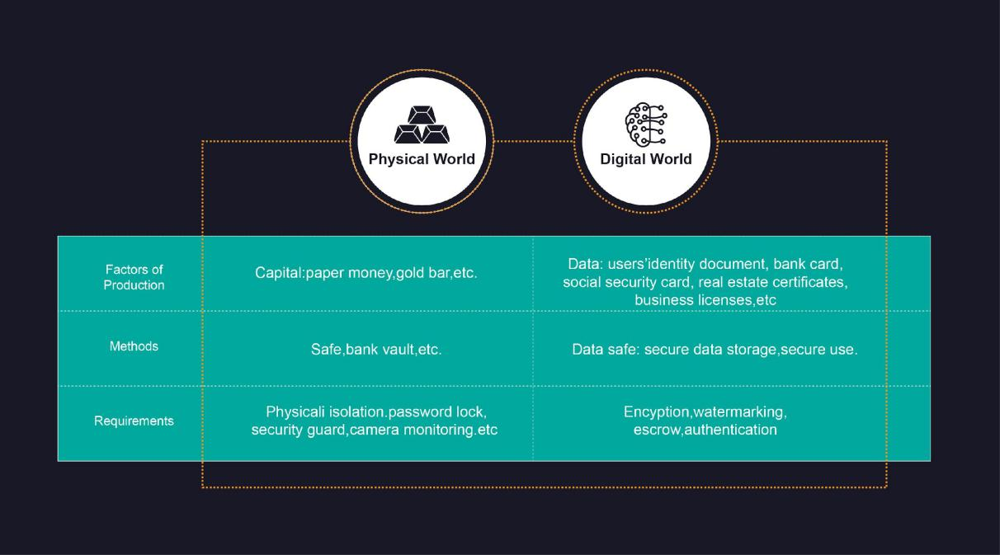 Physical World
Digital World
Factors of
Production
Capital:paper money,gold bar,etc.
Data: users’identity document, bank card,
social security card, real estate certificates,
business licenses,etc
Methods
Safe,bank vault,etc.
Data safe: secure data storage,secure use.
Requirements
Physicali isolation.password lock,
security guard,camera monitoring.etc
Encyption,watermarking,
escrow,authentication